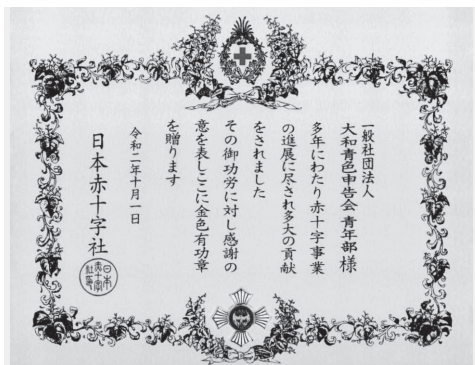 一般社団法人
大和青色申告会 青年部 様
多年にわたり赤十字事業
の進展に尽され多大の貢献
をされました
その御功労に対し感謝の
意を表しここに金色有功章
を贈ります
令和二年十月一日
日本赤十字社